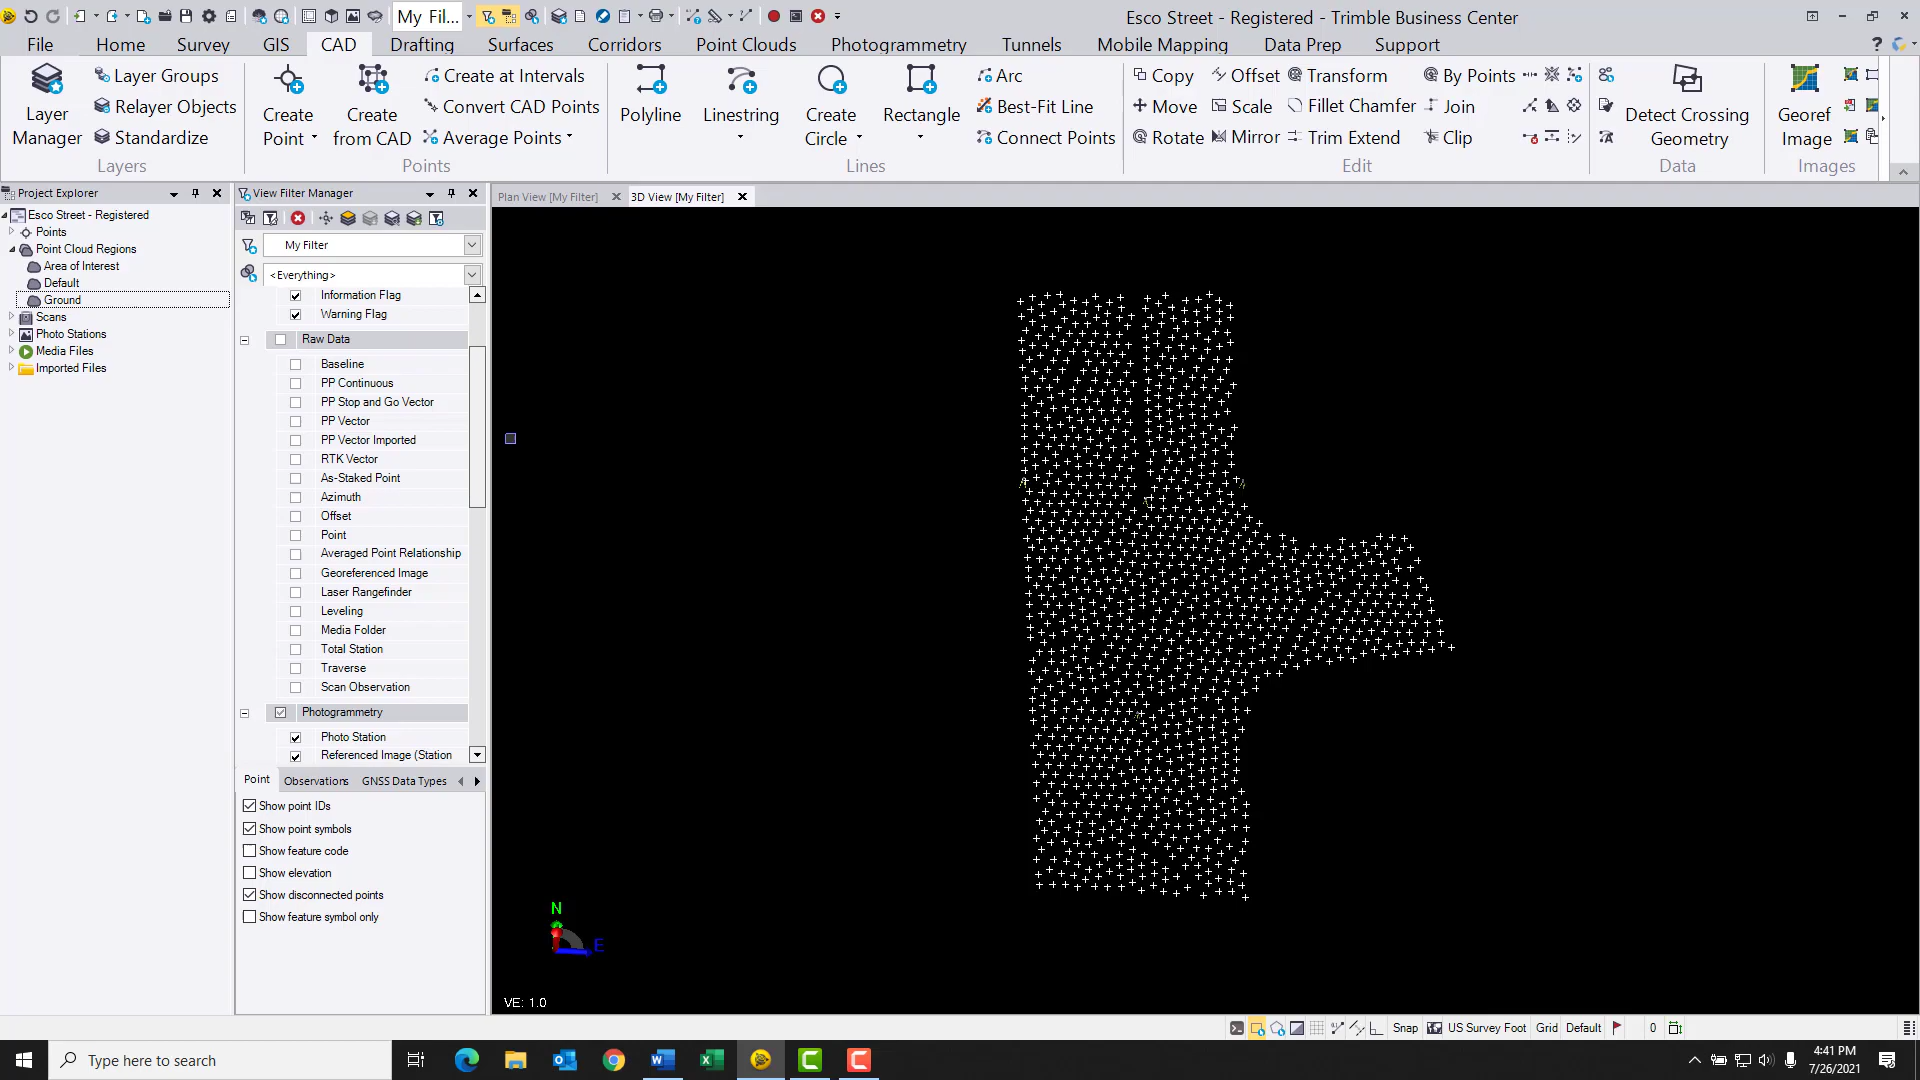 My Fil...
Esco Street - Registered - Trimble Business Center
File
Home
Survey
GIS
CAD
Drafting
Surfaces
Corridors
Point Clouds
Photogrammetry
Tunnels
Mobile Mapping
Data Prep
Support
Layer Manager
Layer Groups
Relayer Objects
Standardize
Layers
Create Point
Create from CAD
Create at Intervals
Convert CAD Points
Average Points
Points
Polyline
Linestring
Create Circle
Rectangle
Arc
Best-Fit Line
Connect Points
Lines
Copy
Offset
Transform
By Points
Move
Scale
Fillet Chamfer
Join
Rotate
Mirror
Trim Extend
Clip
Edit
Detect Crossing Geometry
Data
Georef Image
Images
Project Explorer
Esco Street - Registered
Points
Point Cloud Regions
Area of Interest
Default
Ground
Scans
Photo Stations
Media Files
Imported Files
View Filter Manager
My Filter
<Everything>
Information Flag
Warning Flag
Raw Data
Baseline
PP Continuous
PP Stop and Go Vector
PP Vector
PP Vector Imported
RTK Vector
As-Staked Point
Azimuth
Offset
Point
Averaged Point Relationship
Georeferenced Image
Laser Rangefinder
Leveling
Media Folder
Total Station
Traverse
Scan Observation
Photogrammetry
Photo Station
Referenced Image (Station
Point
Observations
GNSS Data Types
Show point IDs
Show point symbols
Show feature code
Show elevation
Show disconnected points
Show feature symbol only
Plan View [My Filter]
3D View [My Filter]
N
E
VE: 1.0
Snap
US Survey Foot
Grid
Default
0
Type here to search
4:41 PM
7/26/2021